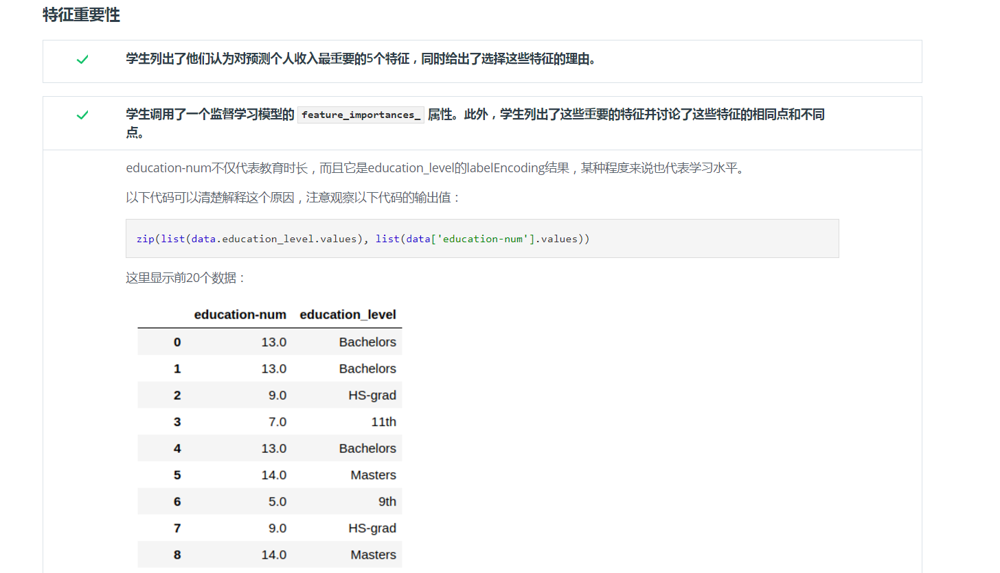 特征重要性
学生列出了他们认为对预测个人收入最重要的5个特征，同时给出了选择这些特征的理由。
学生调用了一个监督学习模型的 feature_importances_ 属性。此外，学生列出了这些重要的特征并讨论了这些特征的相同点和不同
点。
education-num不仅代表教育时长，而且它是education_level的labelEncoding结果，某种程度来说也代表学习水平。
以下代码可以清楚解释这个原因，注意观察以下代码的输出值：
zip(list(data.education_level.values), list(data['education-num'].values))
这里显示前20个数据：
education-num education_level
0 13.0 Bachelors
1 13.0 Bachelors
2 9.0 HS-grad
3 7.0 11th
4 13.0 Bachelors
5 14.0 Masters
6 5.0 9th
7 9.0 HS-grad
8 14.0 Masters